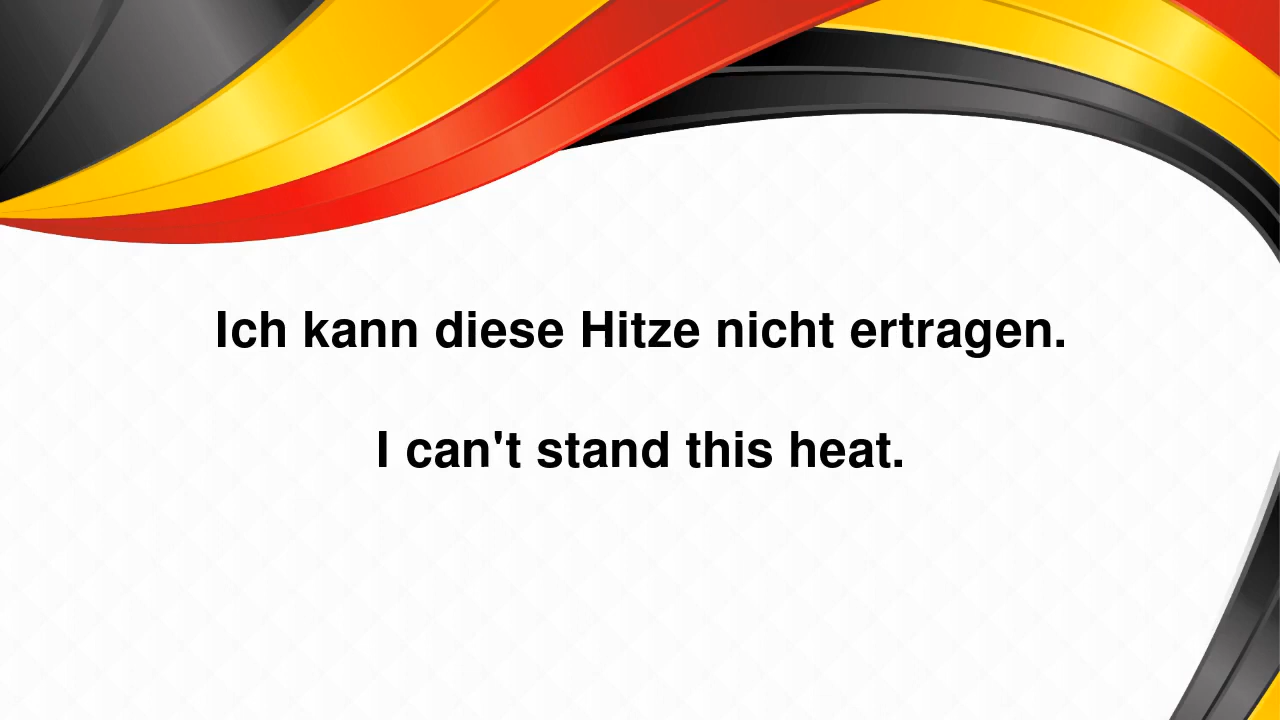 Ich kann diese Hitze nicht ertragen.
I can't stand this heat.